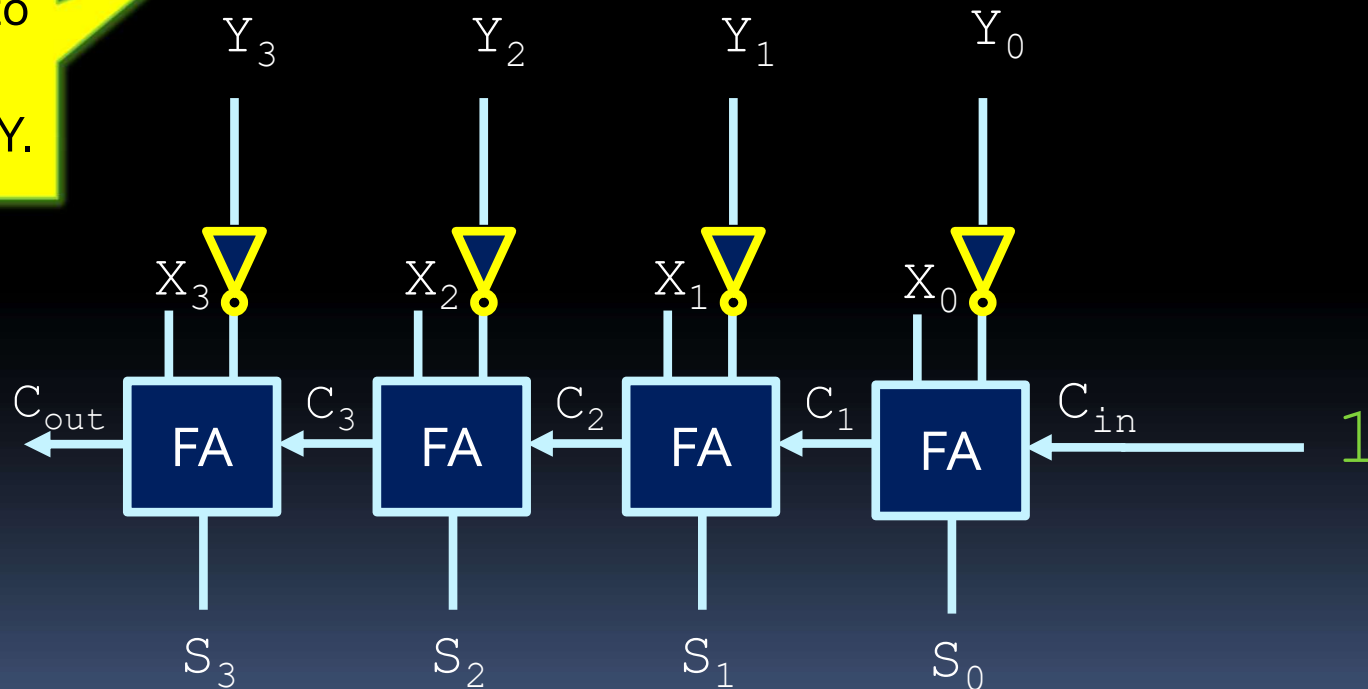 to
Y.
Y3 Y2 Y1 Y0
X3 X2 X1 X0
Cout C3 C2 C1 Cin 1
FA FA FA FA
S3 S2 S1 S0